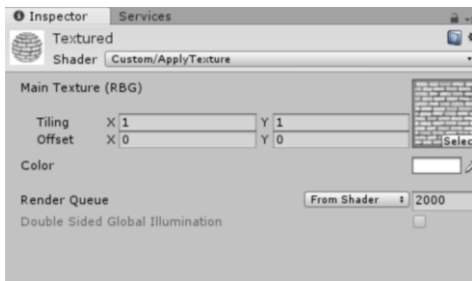 Inspector Services
Textured
Shader Custom/ApplyTexture
Main Texture (RBG)
Tiling X 1 Y 1
Offset X 0 Y 0
Selec
Color
Render Queue From Shader 2000
Double Sided Global Illumination